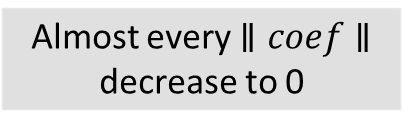 Almost every ‖ 𝑐𝑜𝑒𝑓 ‖
decrease to 0